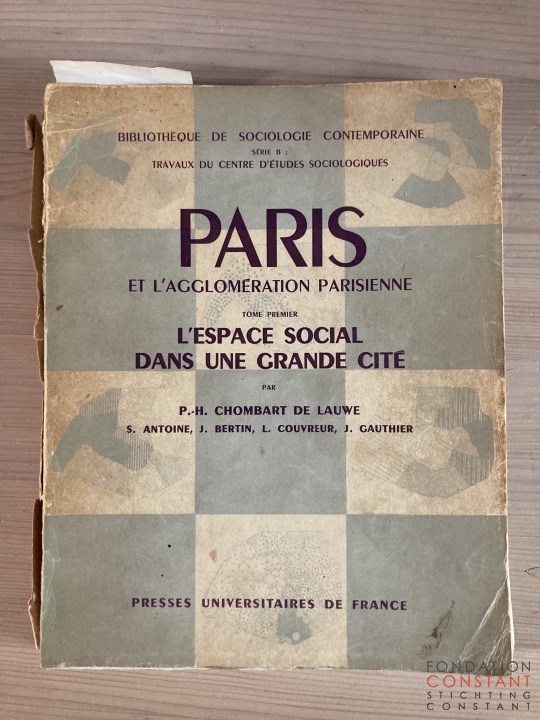 BIBLIOTHÈQUE DE SOCIOLOGIE CONTEMPORAINE
SÉRIE B :
TRAVAUX DU CENTRE D'ÉTUDES SOCIOLOGIQUES
PARIS
ET L'AGGLOMÉRATION PARISIENNE
TOME PREMIER
L'ESPACE SOCIAL
DANS UNE GRANDE CITÉ
PAR
P.-H. CHOMBART DE LAUWE
S. ANTOINE, J. BERTIN, L. COUVREUR, J. GAUTHIER
PRESSES UNIVERSITAIRES DE FRANCE
FONDATION
CONSTANT
STICHTING
CONSTANT